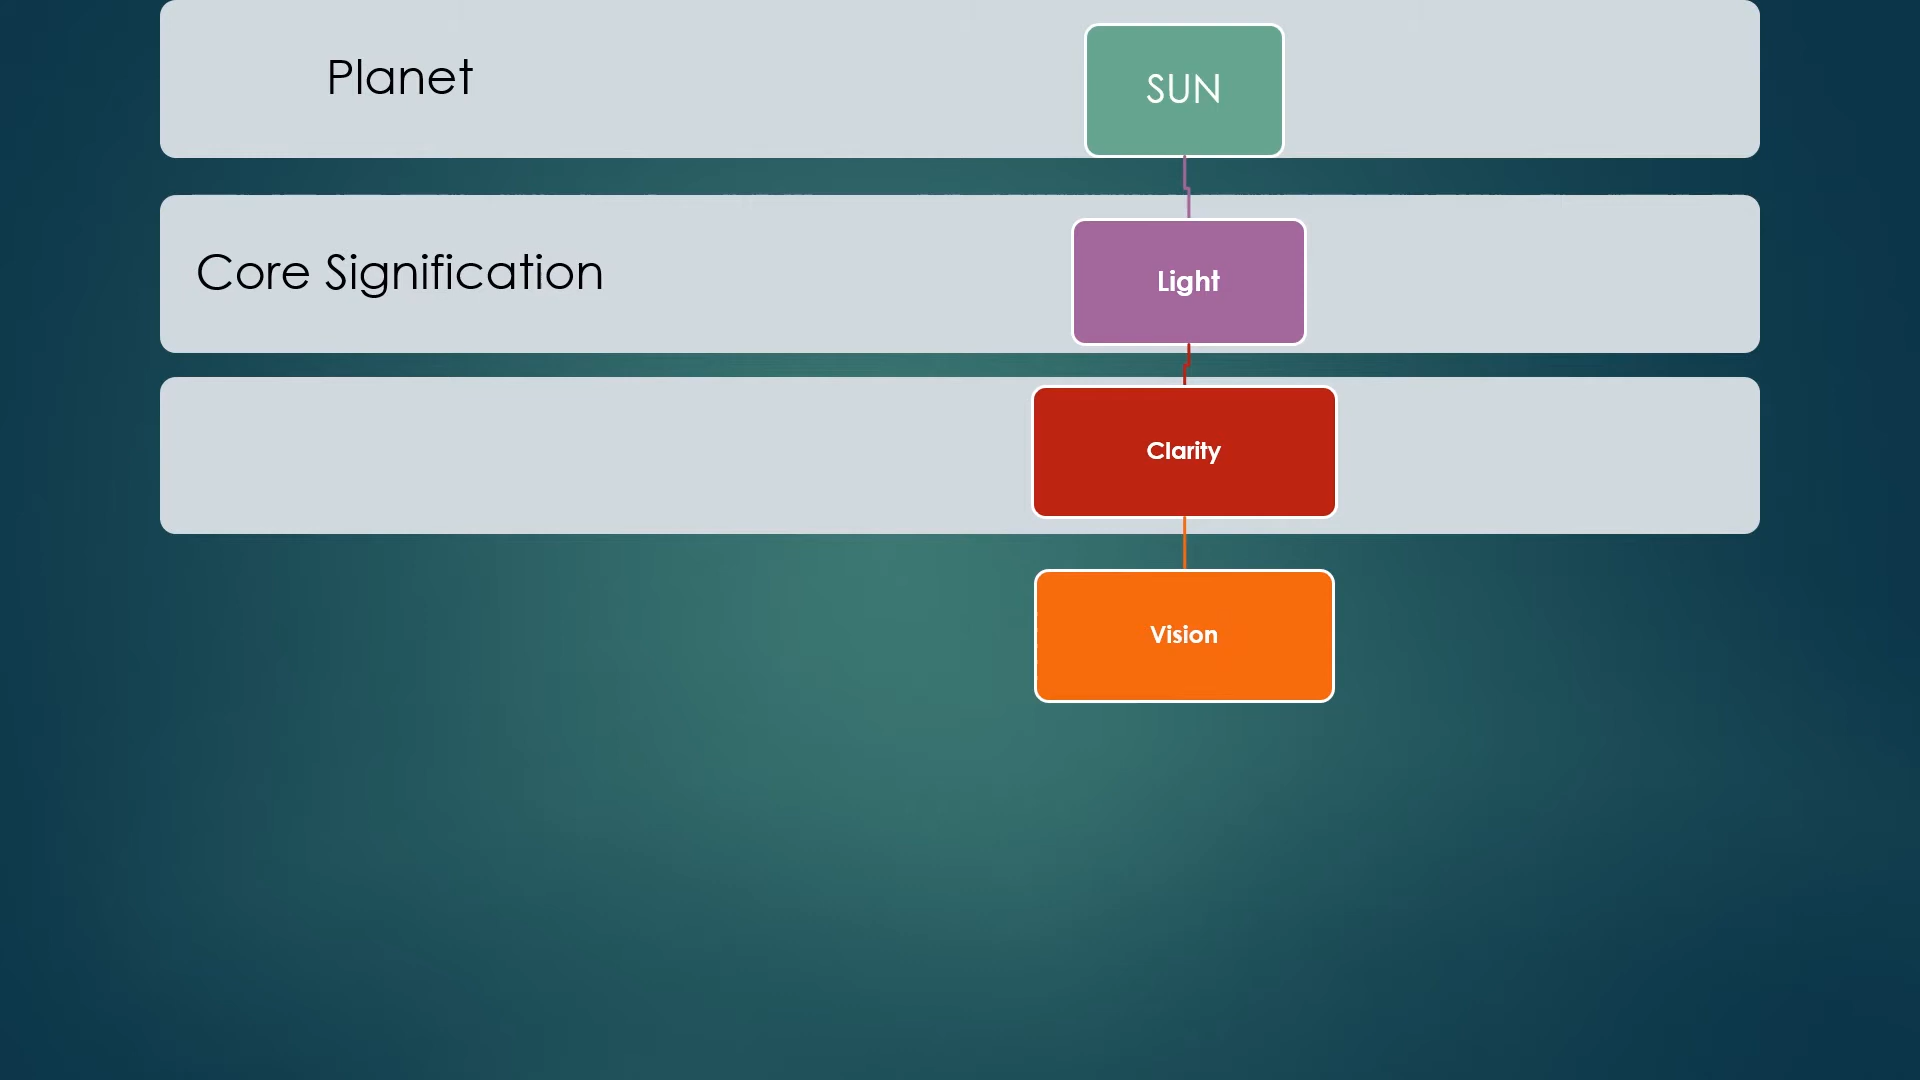 Planet
SUN
Core Signification
Light
Clarity
Vision